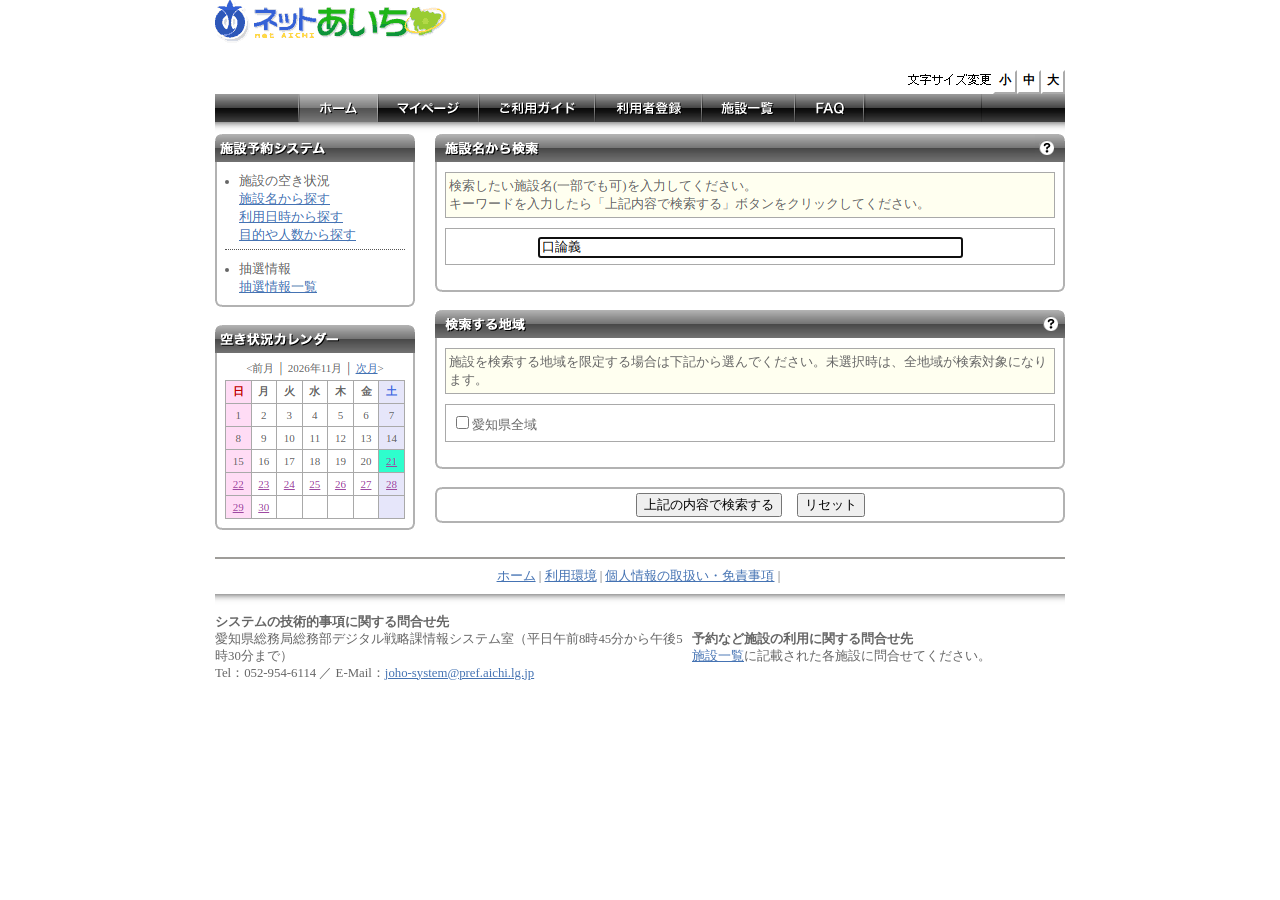 ネットあいち
NET AICHI
文字サイズ変更 小 中 大
ホーム マイページ ご利用ガイド 利用者登録 施設一覧 FAQ
施設予約システム
施設の空き状況
施設名から探す
利用日時から探す
目的や人数から探す
抽選情報
抽選情報一覧
空き状況カレンダー
<前月 │ 2026年11月 │ 次月>
日 月 火 水 木 金 土
1 2 3 4 5 6 7
8 9 10 11 12 13 14
15 16 17 18 19 20 21
22 23 24 25 26 27 28
29 30
施設名から検索 ?
検索したい施設名(一部でも可)を入力してください。
キーワードを入力したら「上記内容で検索する」ボタンをクリックしてください。
口論義
検索する地域 ?
施設を検索する地域を限定する場合は下記から選んでください。未選択時は、全地域が検索対象になり
ます。
愛知県全域
上記の内容で検索する リセット
ホーム | 利用環境 | 個人情報の取扱い・免責事項 |
システムの技術的事項に関する問合せ先
愛知県総務局総務部デジタル戦略課情報システム室（平日午前8時45分から午後5
時30分まで）
Tel：052-954-6114 ／ E-Mail：joho-system@pref.aichi.lg.jp
予約など施設の利用に関する問合せ先
施設一覧に記載された各施設に問合せてください。